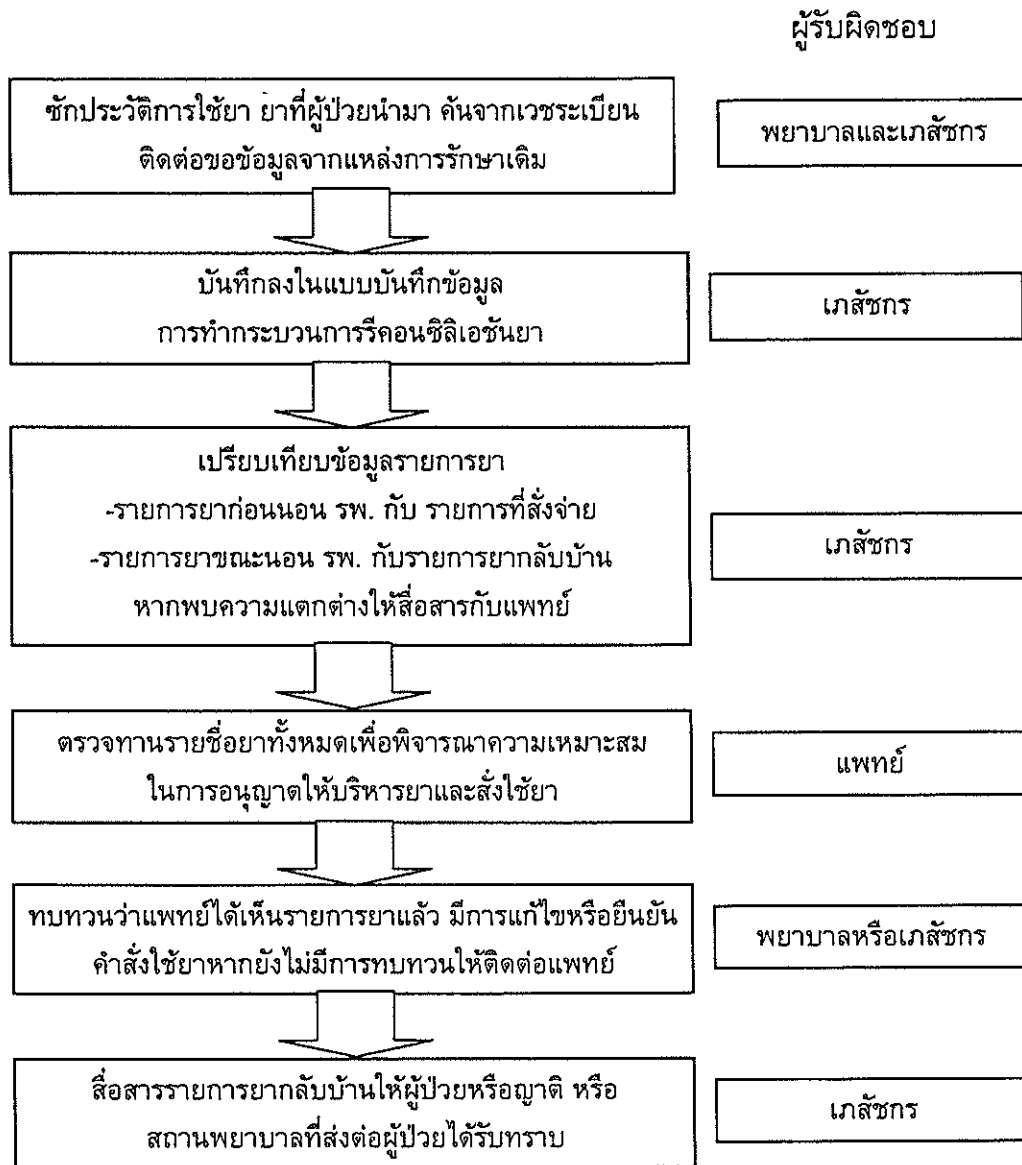 ผู้รับผิดชอบ
ซักประวัติการใช้ยา ยาที่ผู้ป่วยนำมา ค้นจากเวชระเบียน
ติดต่อขอข้อมูลจากแหล่งการรักษาเดิม
พยาบาลและเภสัชกร
บันทึกลงในแบบบันทึกข้อมูล
การทำกระบวนการรีคอนซิลิเอชันยา
เภสัชกร
เปรียบเทียบข้อมูลรายการยา
-รายการยาก่อนนอน รพ. กับ รายการที่สั่งจ่าย
-รายการยาขณะนอน รพ. กับรายการยากลับบ้าน
หากพบความแตกต่างให้สื่อสารกับแพทย์
เภสัชกร
ตรวจทานรายชื่อยาทั้งหมดเพื่อพิจารณาความเหมาะสม
ในการอนุญาตให้บริหารยาและสั่งใช้ยา
แพทย์
ทบทวนว่าแพทย์ได้เห็นรายการยาแล้ว มีการแก้ไขหรือยืนยัน
คำสั่งใช้ยาหากยังไม่มีการทบทวนให้ติดต่อแพทย์
พยาบาลหรือเภสัชกร
สื่อสารรายการยากลับบ้านให้ผู้ป่วยหรือญาติ หรือ
สถานพยาบาลที่ส่งต่อผู้ป่วยได้รับทราบ
เภสัชกร